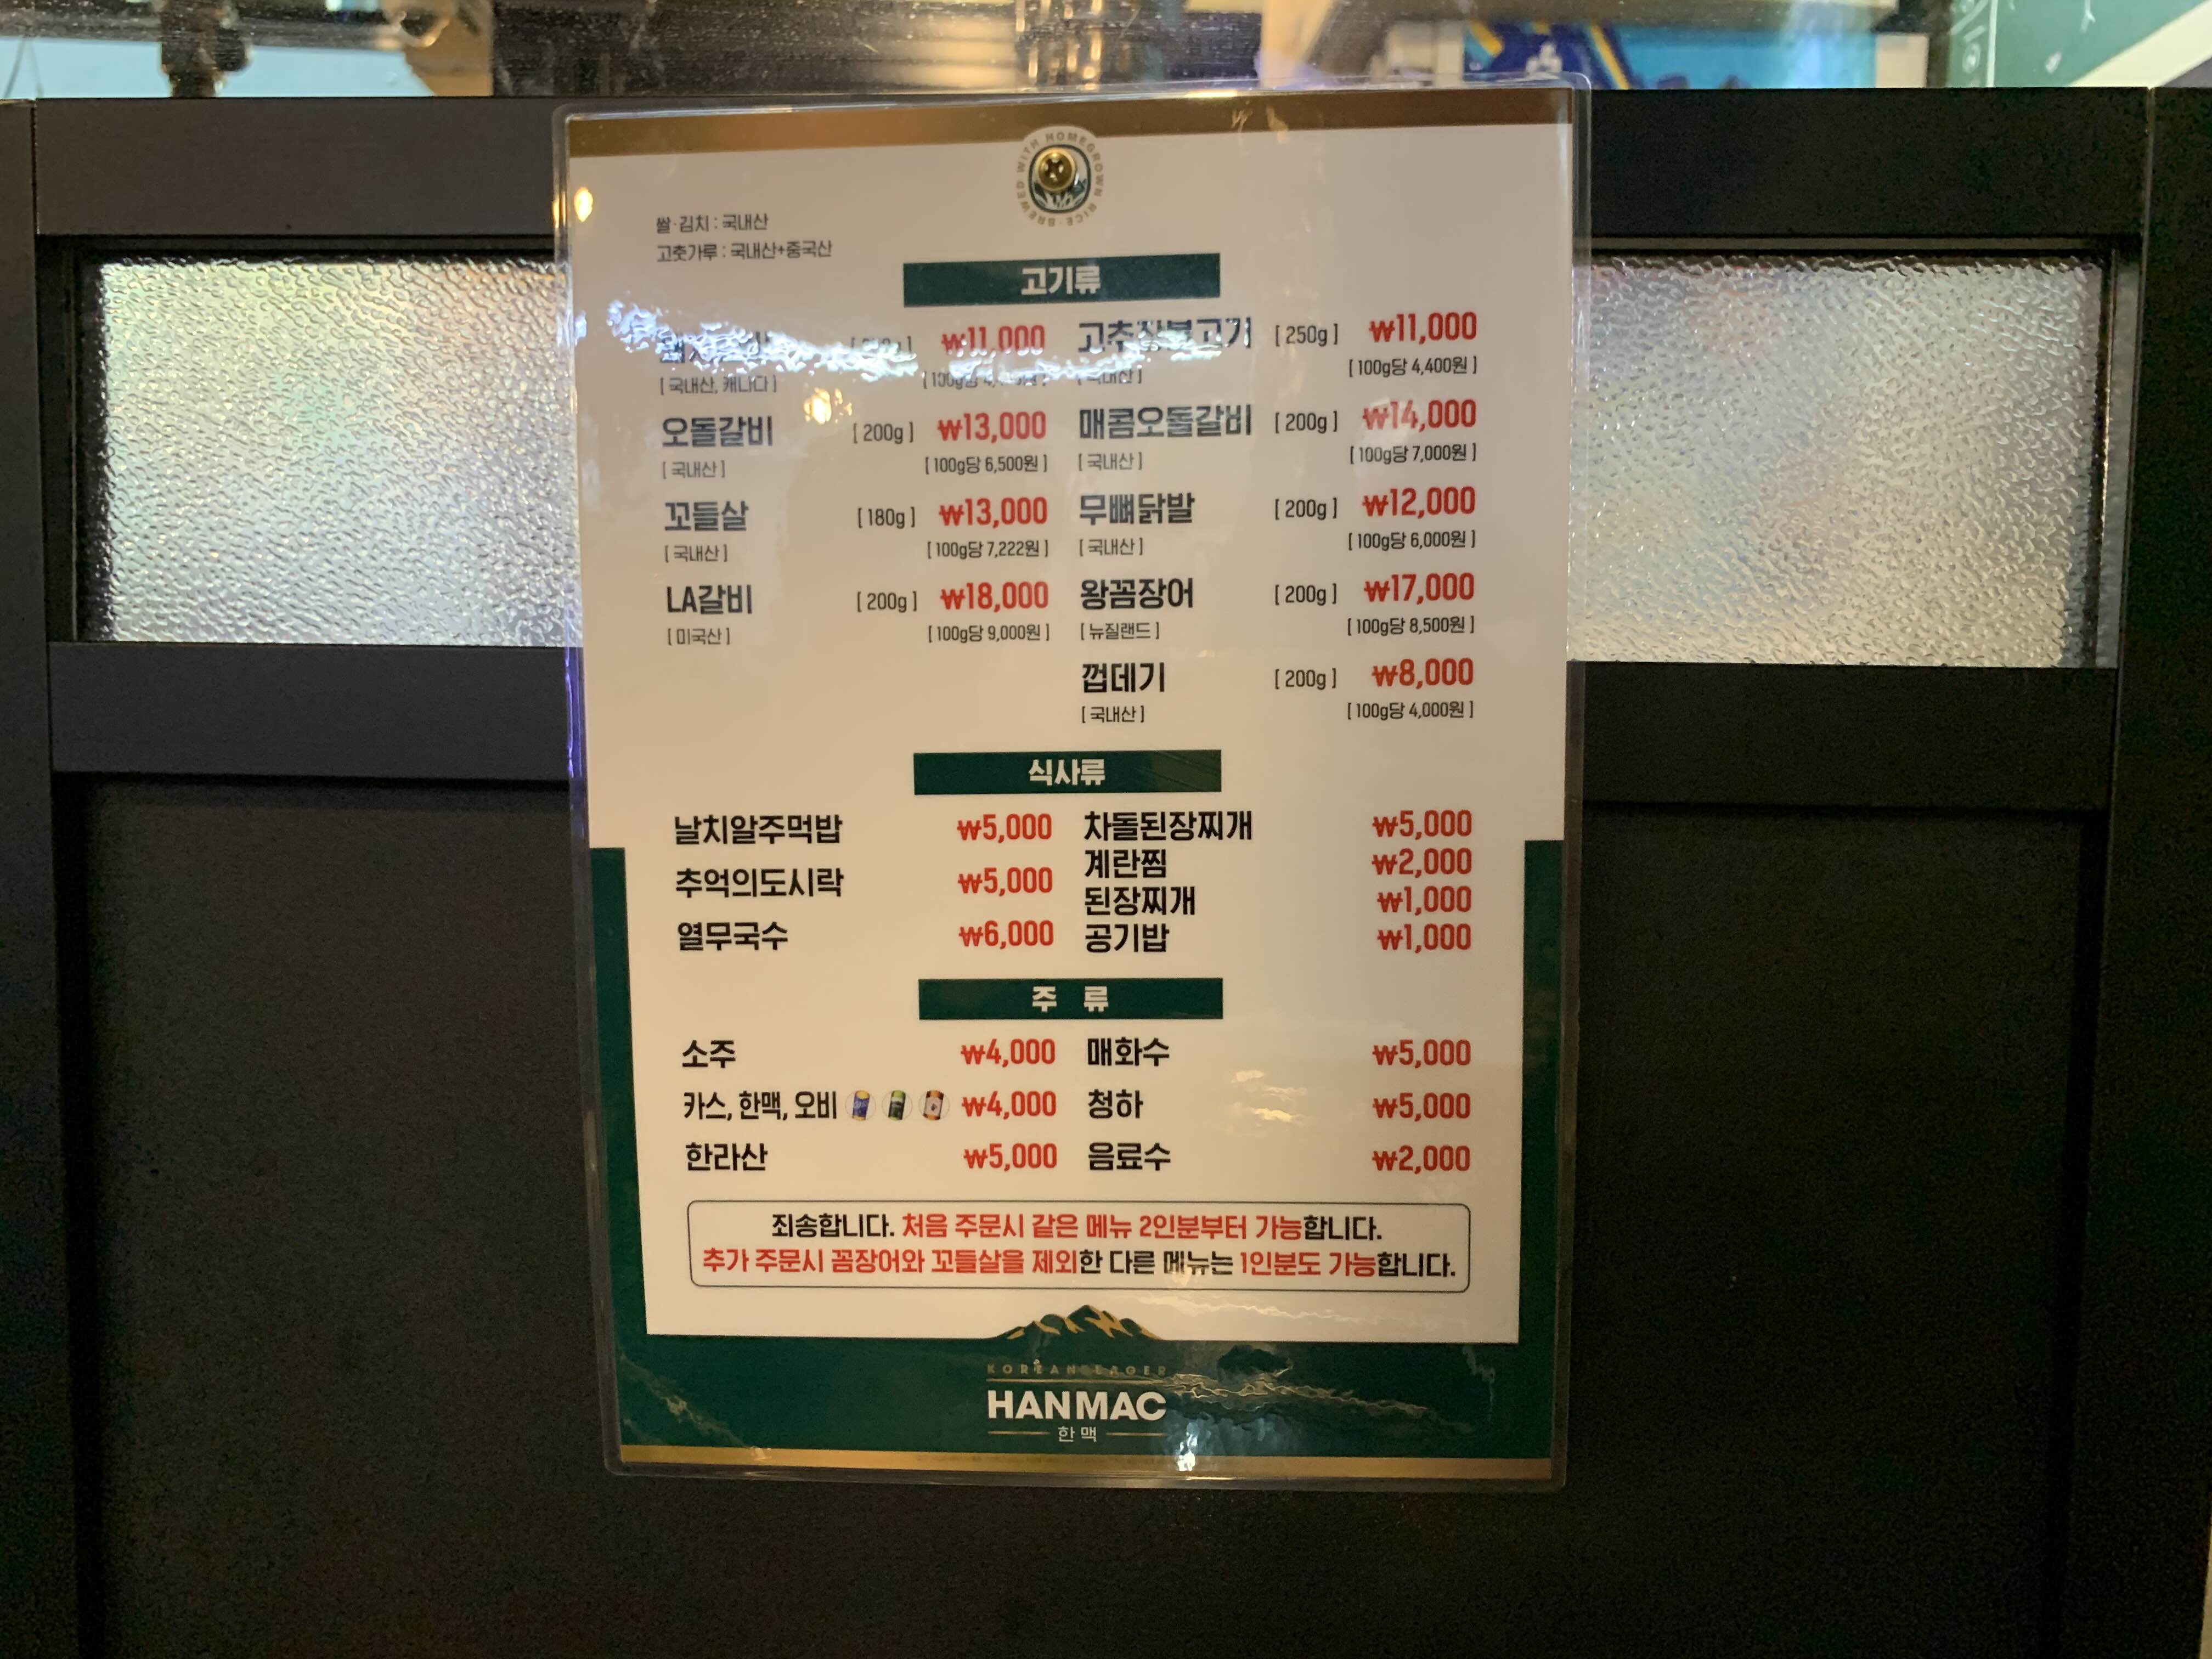 BREWED WITH HOMEGROWN RICE
쌀·김치 : 국내산
고춧가루 : 국내산+중국산
고기류
₩11,000
[ 국내산, 캐나다 ]
고추장불고기 [ 250g ] ₩11,000
[ 국내산 ] [ 100g당 4,400원 ]
오돌갈비 [ 200g ] ₩13,000
[ 국내산 ] [ 100g당 6,500원 ]
매콤오돌갈비 [ 200g ] ₩14,000
[ 국내산 ] [ 100g당 7,000원 ]
꼬들살 [ 180g ] ₩13,000
[ 국내산 ] [ 100g당 7,222원 ]
무뼈닭발 [ 200g ] ₩12,000
[ 국내산 ] [ 100g당 6,000원 ]
LA갈비 [ 200g ] ₩18,000
[ 미국산 ] [ 100g당 9,000원 ]
왕꼼장어 [ 200g ] ₩17,000
[ 뉴질랜드 ] [ 100g당 8,500원 ]
껍데기 [ 200g ] ₩8,000
[ 국내산 ] [ 100g당 4,000원 ]
식사류
날치알주먹밥 ₩5,000
추억의도시락 ₩5,000
열무국수 ₩6,000
차돌된장찌개 ₩5,000
계란찜 ₩2,000
된장찌개 ₩1,000
공기밥 ₩1,000
주 류
소주 ₩4,000
카스, 한맥, 오비 ₩4,000
한라산 ₩5,000
매화수 ₩5,000
청하 ₩5,000
음료수 ₩2,000
죄송합니다. 처음 주문시 같은 메뉴 2인분부터 가능합니다.
추가 주문시 꼼장어와 꼬들살을 제외한 다른 메뉴는 1인분도 가능합니다.
KOREAN LAGER
HANMAC
한맥